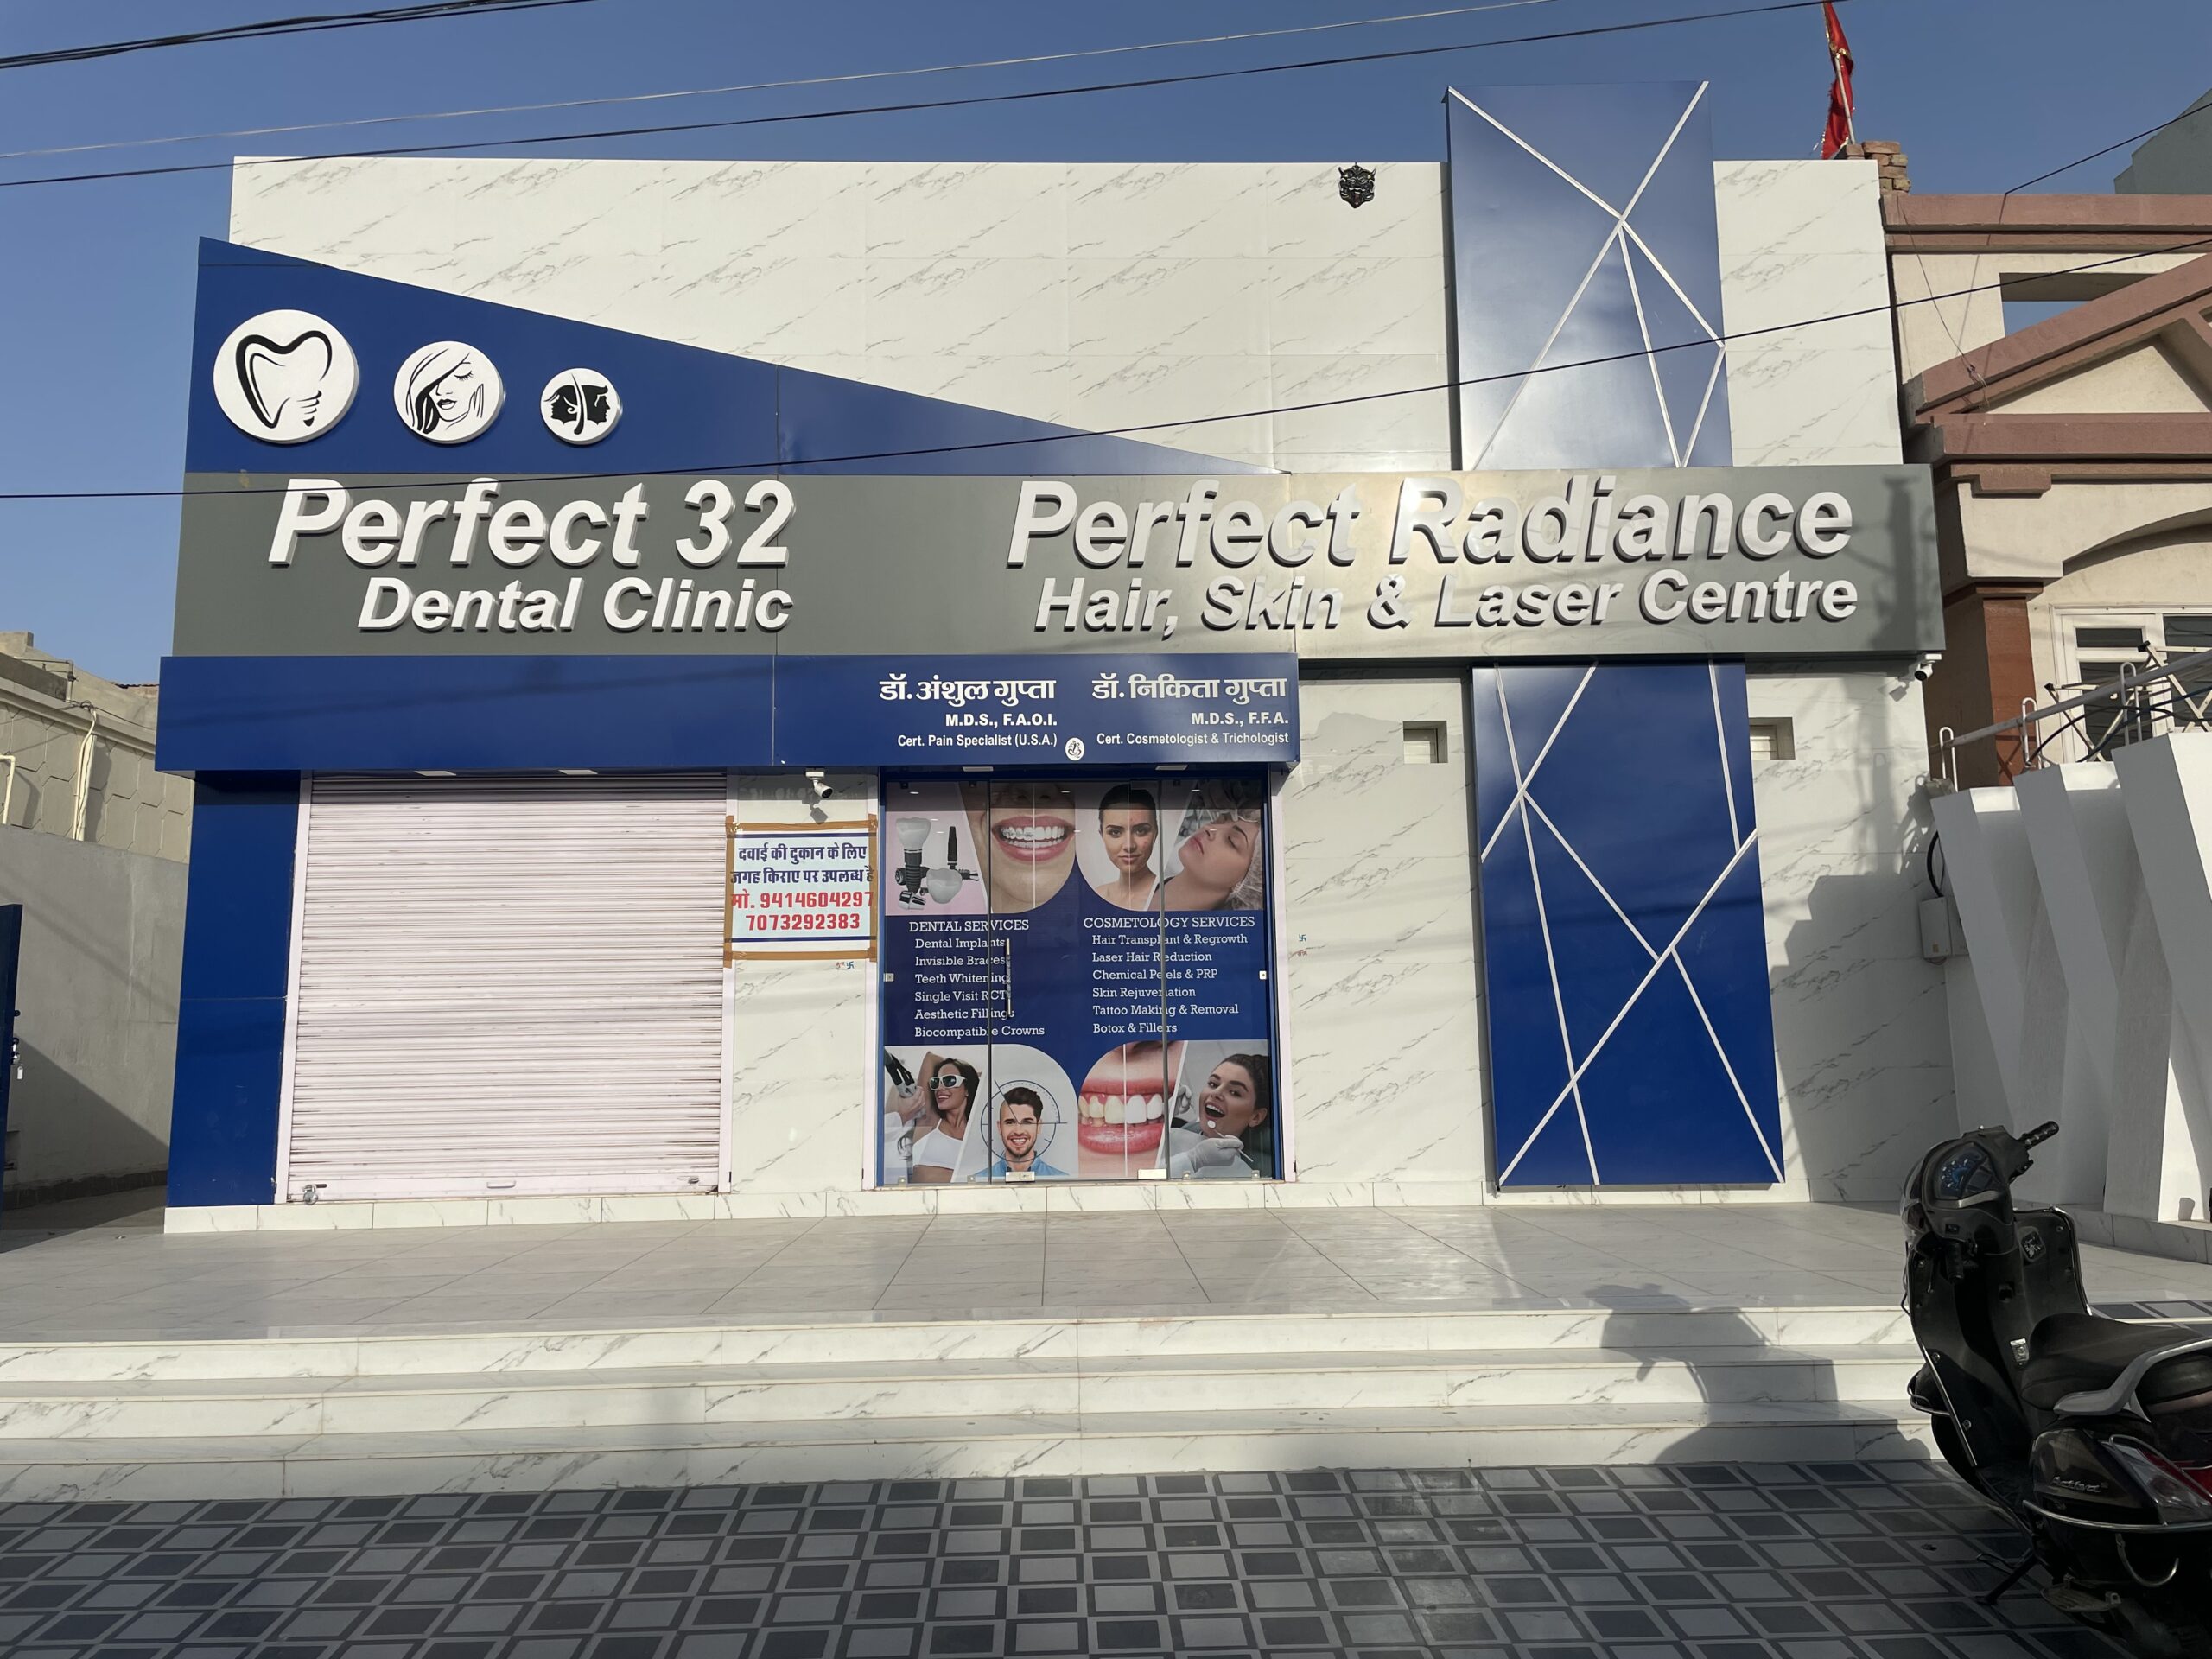 Perfect 32
Dental Clinic
Perfect Radiance
Hair, Skin & Laser Centre
डॉ. अंशुल गुप्ता
M.D.S., F.A.O.I.
Cert. Pain Specialist (U.S.A.)
डॉ. निकिता गुप्ता
M.D.S., F.F.A.
Cert. Cosmetologist & Trichologist
दवाई की दुकान के लिए
जगह किराए पर उपलब्ध है
मो. 9414604297
7073292383
DENTAL SERVICES
Dental Implants
Invisible Braces
Teeth Whitening
Single Visit RCT
Aesthetic Fillings
Biocompatible Crowns
COSMETOLOGY SERVICES
Hair Transplant & Regrowth
Laser Hair Reduction
Chemical Peels & PRP
Skin Rejuvenation
Tattoo Making & Removal
Botox & Fillers